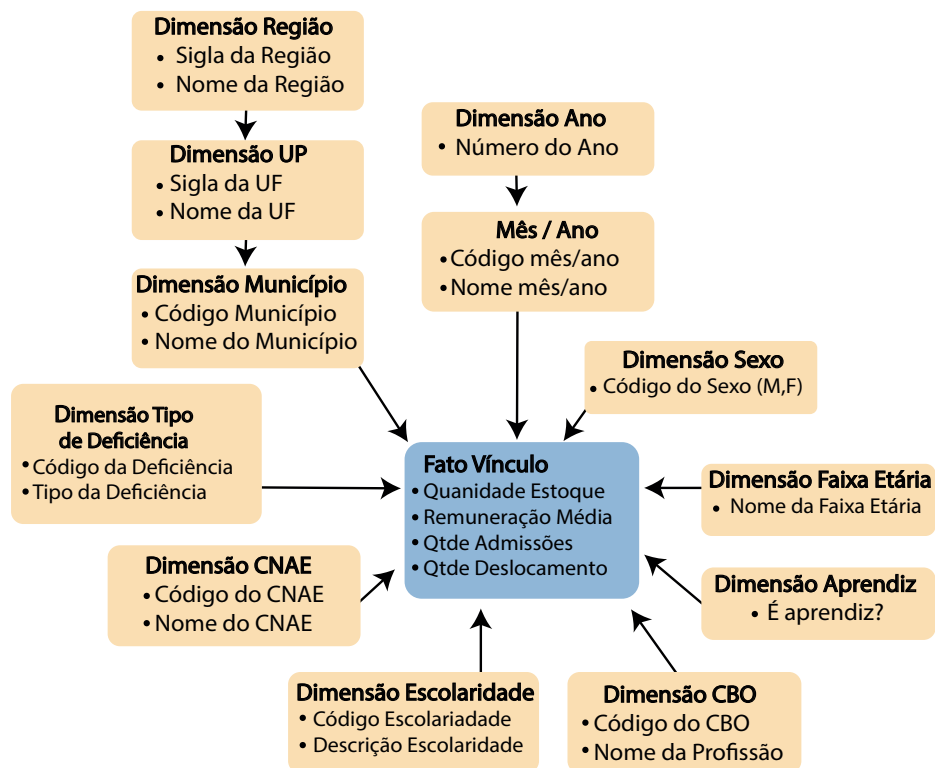 Dimensão Região
• Sigla da Região
• Nome da Região
Dimensão UP
• Sigla da UF
• Nome da UF
Dimensão Município
• Código Município
• Nome do Município
Dimensão Ano
• Número do Ano
Mês / Ano
• Código mês/ano
• Nome mês/ano
Dimensão Sexo
• Código do Sexo (M,F)
Dimensão Tipo
de Deficiência
• Código da Deficiência
• Tipo da Deficiência
Fato Vínculo
• Quanidade Estoque
• Remuneração Média
• Qtde Admissões
• Qtde Deslocamento
Dimensão Faixa Etária
• Nome da Faixa Etária
Dimensão CNAE
• Código do CNAE
• Nome do CNAE
Dimensão Aprendiz
• É aprendiz?
Dimensão Escolaridade
• Código Escolariadade
• Descrição Escolaridade
Dimensão CBO
• Código do CBO
• Nome da Profissão